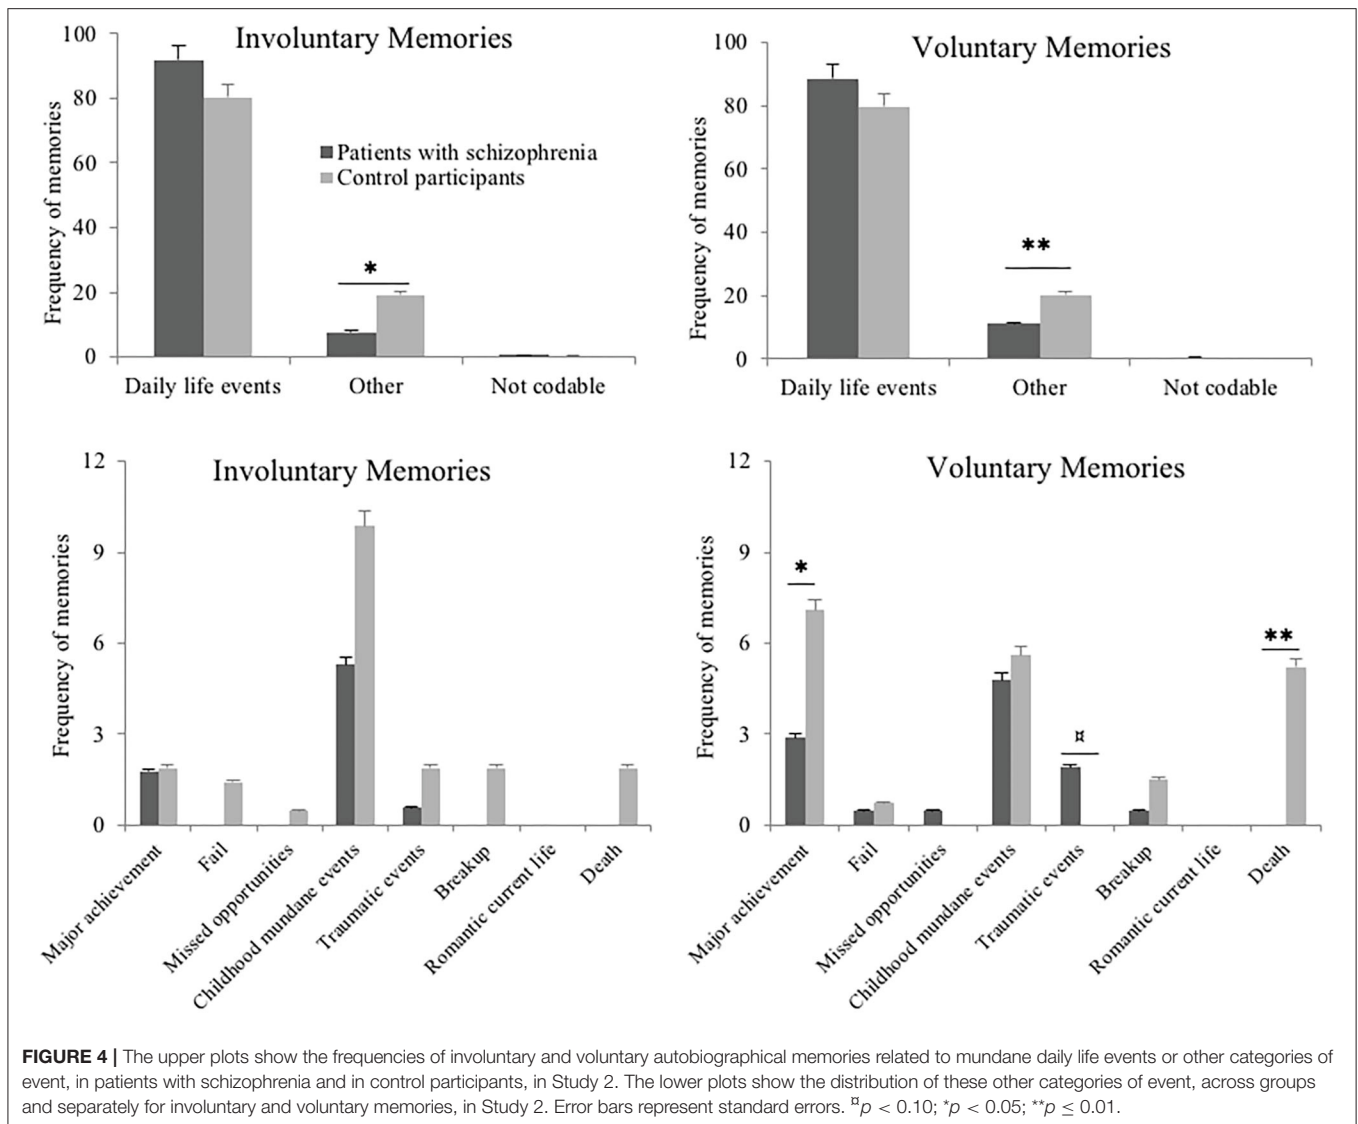 Involuntary Memories
Frequency of memories
100
80
60
40
20
0
Patients with schizophrenia
Control participants
*
Daily life events
Other
Not codable
Voluntary Memories
Frequency of memories
100
80
60
40
20
0
**
Daily life events
Other
Not codable
Involuntary Memories
Frequency of memories
12
9
6
3
0
Major achievement
Fail
Missed opportunities
Childhood mundane events
Traumatic events
Breakup
Romantic current life
Death
Voluntary Memories
Frequency of memories
12
9
6
3
0
*
¤
**
Major achievement
Fail
Missed opportunities
Childhood mundane events
Traumatic events
Breakup
Romantic current life
Death
FIGURE 4 | The upper plots show the frequencies of involuntary and voluntary autobiographical memories related to mundane daily life events or other categories of
event, in patients with schizophrenia and in control participants, in Study 2. The lower plots show the distribution of these other categories of event, across groups
and separately for involuntary and voluntary memories, in Study 2. Error bars represent standard errors. ¤p < 0.10; *p < 0.05; **p ≤ 0.01.